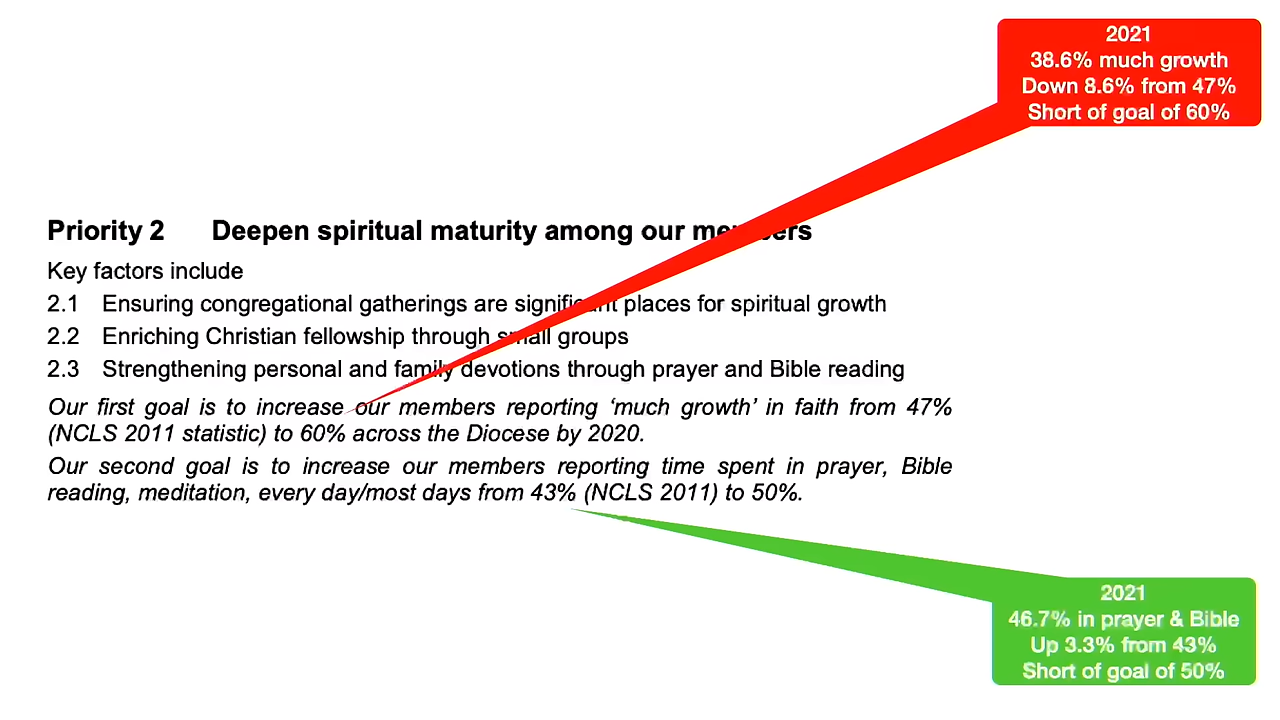 2021
38.6% much growth
Down 8.6% from 47%
Short of goal of 60%
Priority 2 Deepen spiritual maturity among our members
Key factors include
2.1 Ensuring congregational gatherings are significant places for spiritual growth
2.2 Enriching Christian fellowship through small groups
2.3 Strengthening personal and family devotions through prayer and Bible reading
Our first goal is to increase our members reporting ‘much growth’ in faith from 47%
(NCLS 2011 statistic) to 60% across the Diocese by 2020.
Our second goal is to increase our members reporting time spent in prayer, Bible
reading, meditation, every day/most days from 43% (NCLS 2011) to 50%.
2021
46.7% in prayer & Bible
Up 3.3% from 43%
Short of goal of 50%